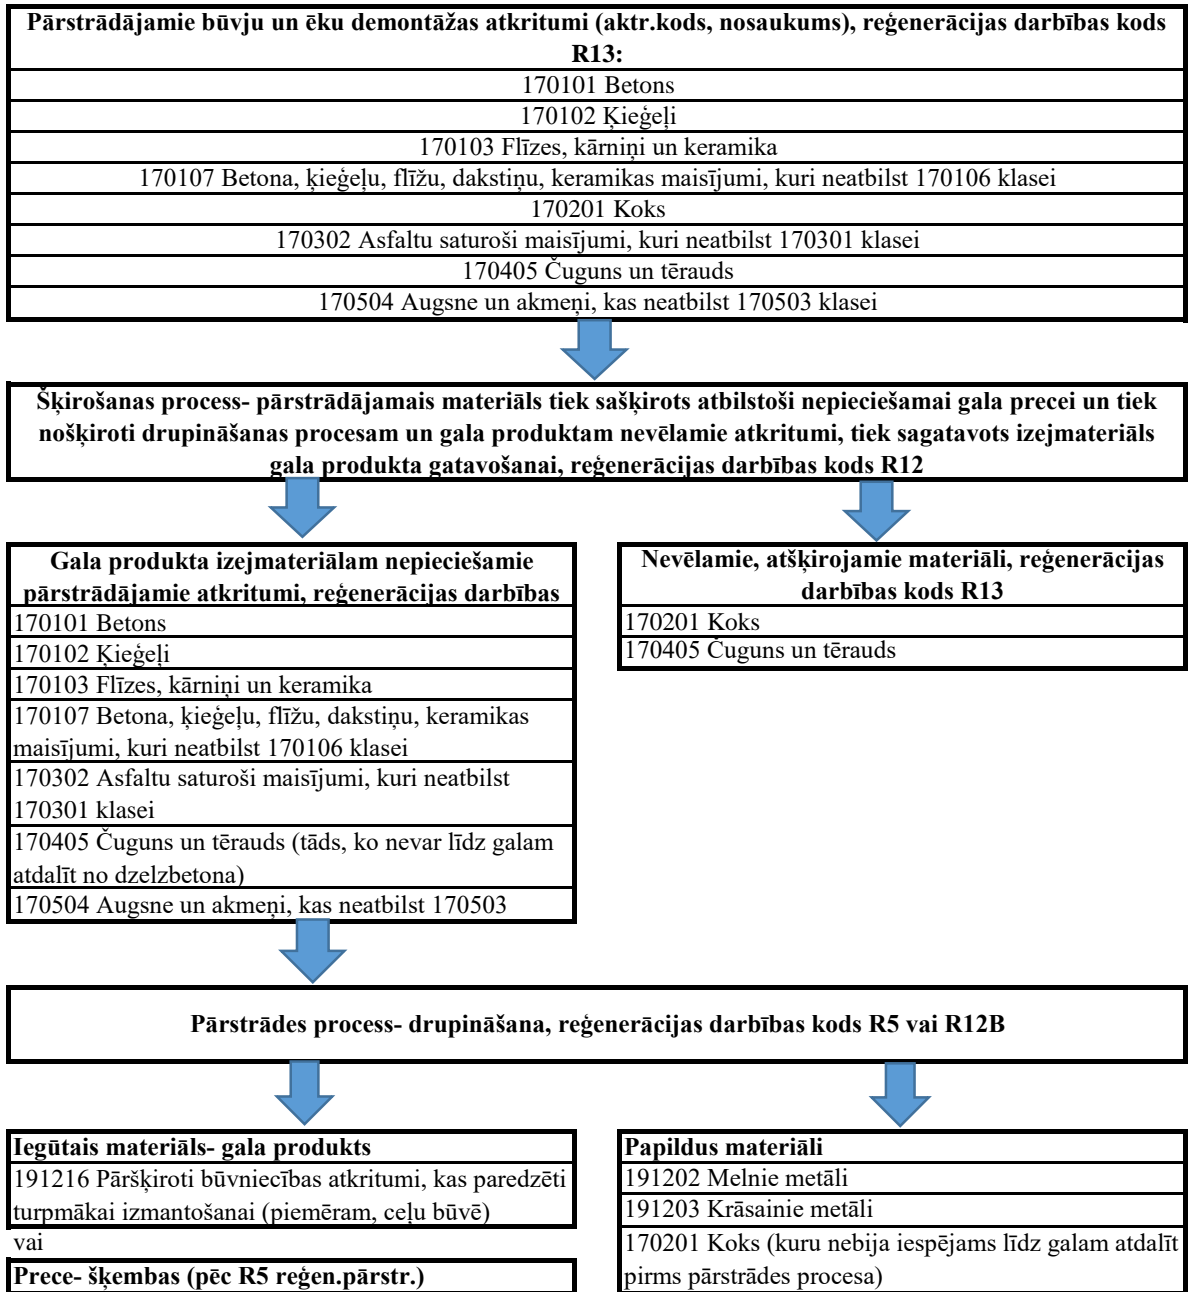 Pārstrādājamie būvju un ēku demontāžas atkritumi (aktr.kods, nosaukums), reģenerācijas darbības kods
R13:
170101 Betons
170102 Ķieģeļi
170103 Flīzes, kārniņi un keramika
170107 Betona, ķieģeļu, flīžu, dakstiņu, keramikas maisījumi, kuri neatbilst 170106 klasei
170201 Koks
170302 Asfaltu saturoši maisījumi, kuri neatbilst 170301 klasei
170405 Čuguns un tērauds
170504 Augsne un akmeņi, kas neatbilst 170503 klasei
Šķirošanas process- pārstrādājamais materiāls tiek sašķirots atbilstoši nepieciešamai gala precei un tiek
nošķiroti drupināšanas procesam un gala produktam nevēlamie atkritumi, tiek sagatavots izejmateriāls
gala produkta gatavošanai, reģenerācijas darbības kods R12
Gala produkta izejmateriālam nepieciešamie
pārstrādājamie atkritumi, reģenerācijas darbības
170101 Betons
170102 Ķieģeļi
170103 Flīzes, kārniņi un keramika
170107 Betona, ķieģeļu, flīžu, dakstiņu, keramikas
maisījumi, kuri neatbilst 170106 klasei
170302 Asfaltu saturoši maisījumi, kuri neatbilst
170301 klasei
170405 Čuguns un tērauds (tāds, ko nevar līdz galam
atdalīt no dzelzbetona)
170504 Augsne un akmeņi, kas neatbilst 170503
Nevēlamie, atšķirojamie materiāli, reģenerācijas
darbības kods R13
170201 Koks
170405 Čuguns un tērauds
Pārstrādes process- drupināšana, reģenerācijas darbības kods R5 vai R12B
Iegūtais materiāls- gala produkts
191216 Pāršķiroti būvniecības atkritumi, kas paredzēti
turpmākai izmantošanai (piemēram, ceļu būvē)
vai
Prece- šķembas (pēc R5 reģen.pārstr.)
Papildus materiāli
191202 Melnie metāli
191203 Krāsainie metāli
170201 Koks (kuru nebija iespējams līdz galam atdalīt
pirms pārstrādes procesa)